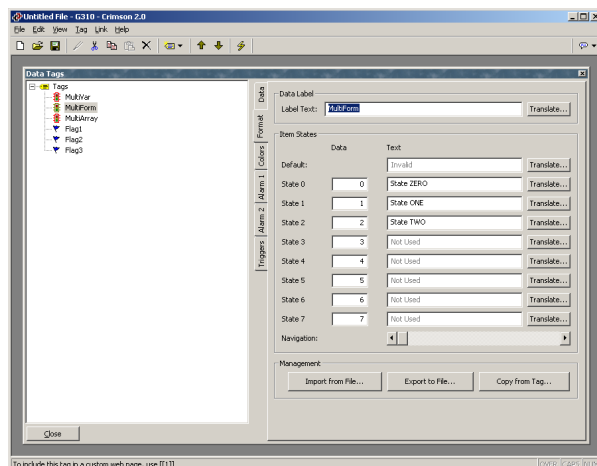 Untitled File - G310 - Crimson 2.0
File Edit View Tag Link Help
Data Tags
Tags
MultiVar
MultiForm
MultiArray
Flag1
Flag2
Flag3
Close
Data
Format
Colors
Alarm 1
Alarm 2
Triggers
Data Label
Label Text: MultiForm Translate...
Item States
Data Text
Default: Invalid Translate...
State 0 0 State ZERO Translate...
State 1 1 State ONE Translate...
State 2 2 State TWO Translate...
State 3 3 Not Used Translate...
State 4 4 Not Used Translate...
State 5 5 Not Used Translate...
State 6 6 Not Used Translate...
State 7 7 Not Used Translate...
Navigation:
Management
Import from File... Export to File... Copy from Tag...
To include this tag in a custom web page, use [[1]] OVER CAPS NUM